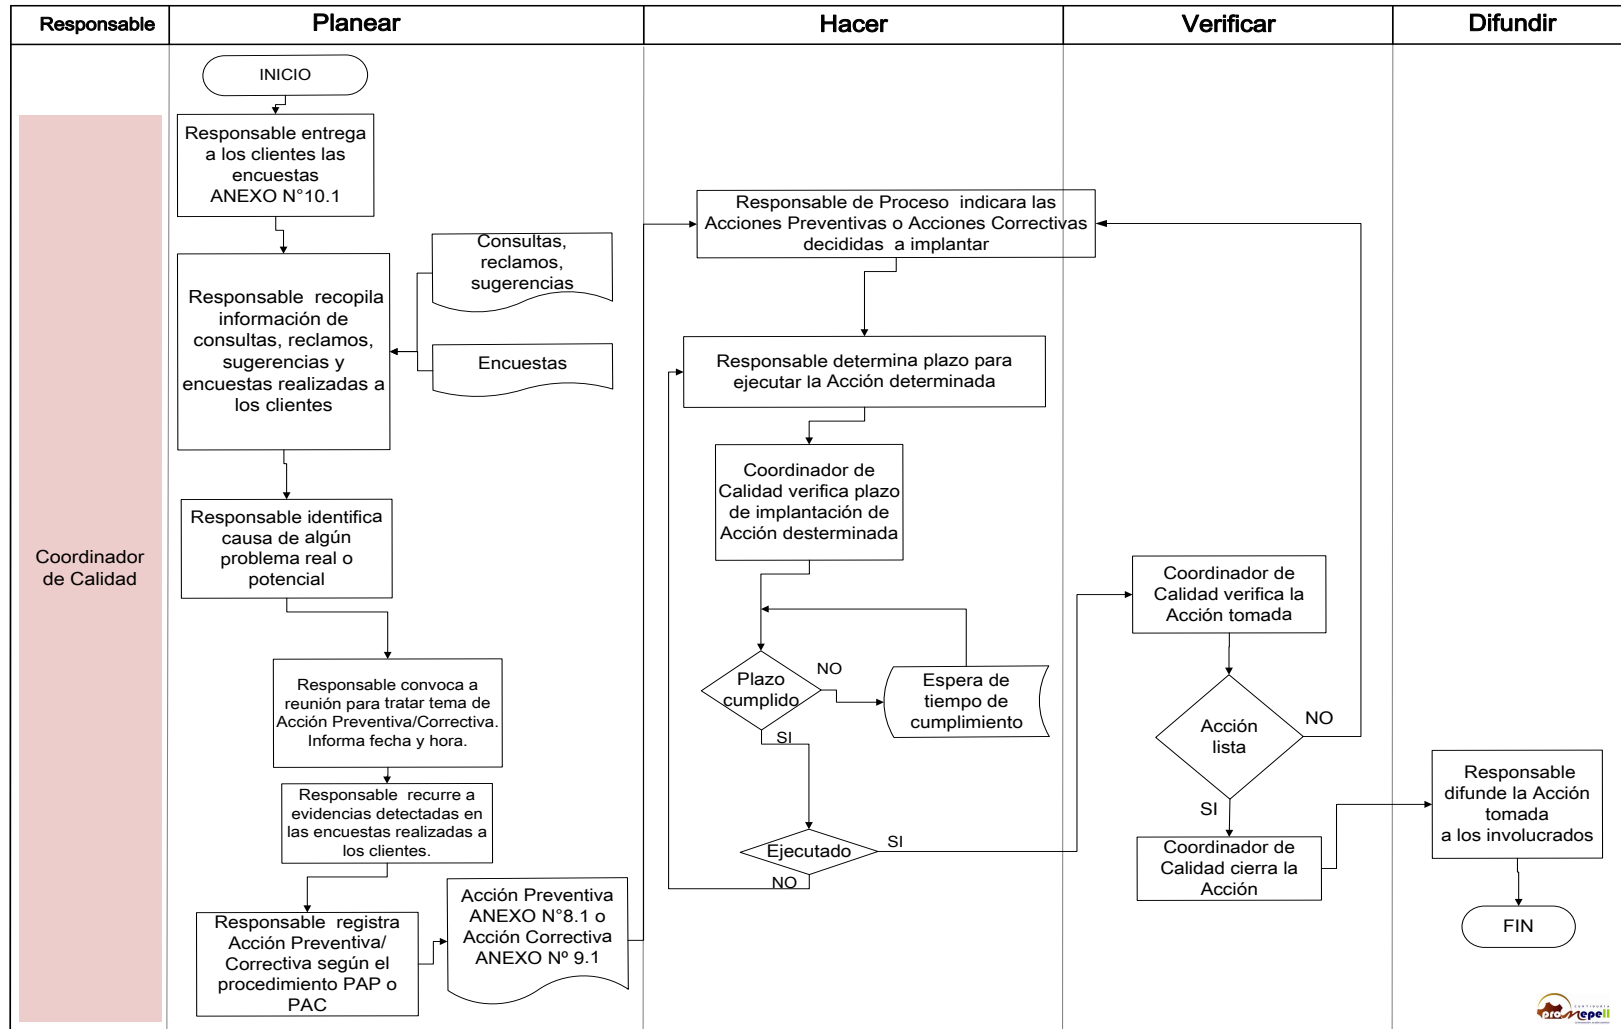 Responsable
Planear
Hacer
Verificar
Difundir
Coordinador
de Calidad
INICIO
Responsable entrega
a los clientes las
encuestas
ANEXO N°10.1
Responsable recopila
información de
consultas, reclamos,
sugerencias y
encuestas realizadas a
los clientes
Consultas,
reclamos,
sugerencias
Encuestas
Responsable identifica
causa de algún
problema real o
potencial
Responsable convoca a
reunión para tratar tema de
Acción Preventiva/Correctiva.
Informa fecha y hora.
Responsable recurre a
evidencias detectadas en
las encuestas realizadas a
los clientes.
Responsable registra
Acción Preventiva/
Correctiva según el
procedimiento PAP o
PAC
Acción Preventiva
ANEXO N°8.1 o
Acción Correctiva
ANEXO Nº 9.1
Responsable de Proceso indicara las
Acciones Preventivas o Acciones Correctivas
decididas a implantar
Responsable determina plazo para
ejecutar la Acción determinada
Coordinador de
Calidad verifica plazo
de implantación de
Acción desterminada
Plazo
cumplido
NO
Espera de
tiempo de
cumplimiento
SI
Ejecutado
SI
NO
Coordinador de
Calidad verifica la
Acción tomada
Acción
lista
NO
SI
Coordinador de
Calidad cierra la
Acción
Responsable
difunde la Acción
tomada
a los involucrados
FIN